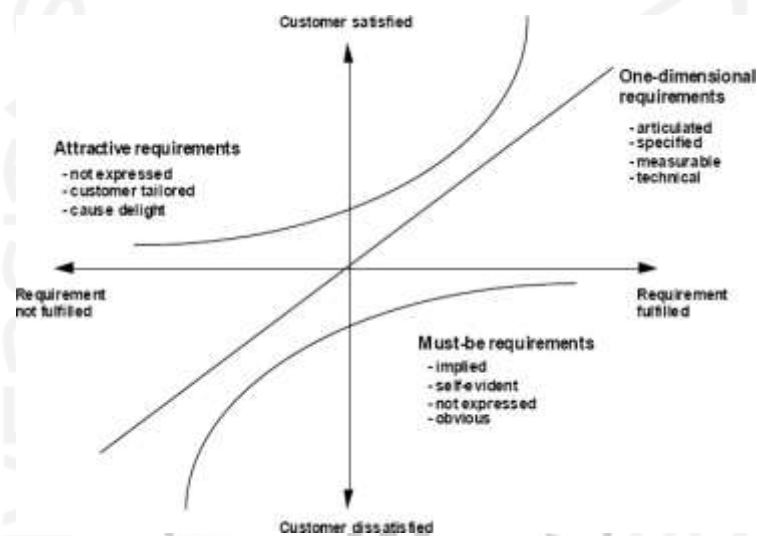 Customer satisfied
One-dimensional
requirements
- articulated
- specified
- measurable
- technical
Attractive requirements
- not expressed
- customer tailored
- cause delight
Requirement
not fulfilled
Requirement
fulfilled
Must-be requirements
- implied
- self-evident
- not expressed
- obvious
Customer dissatisfied